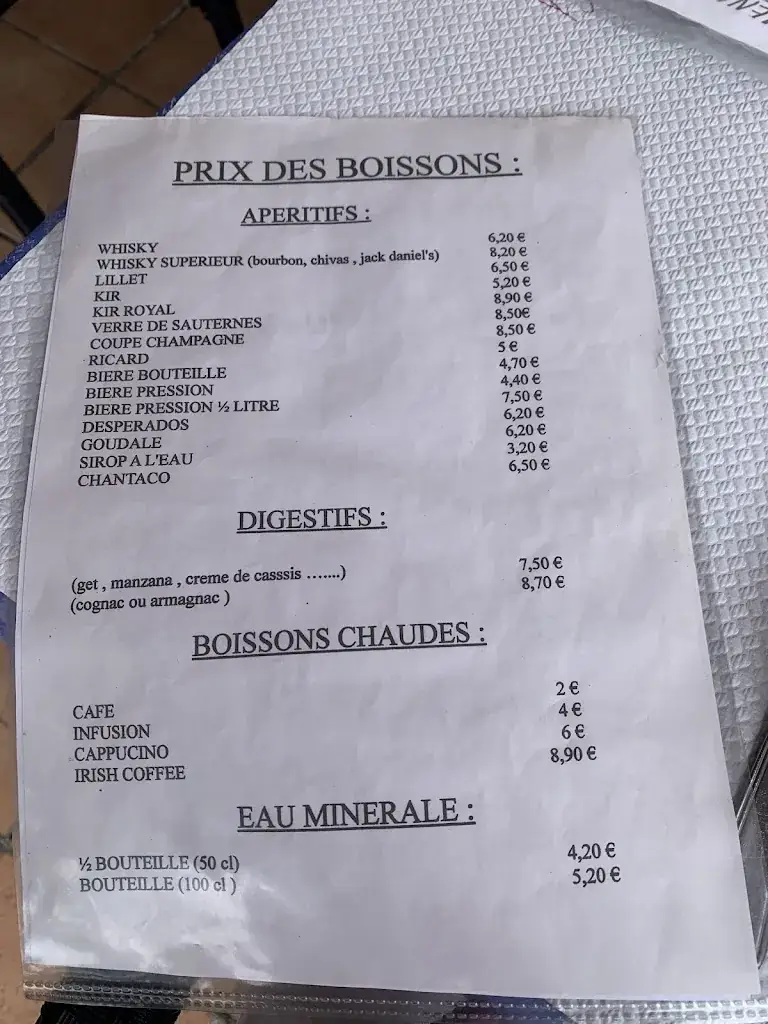 PRIX DES BOISSONS :
APERITIFS :
WHISKY 6,20 €
WHISKY SUPERIEUR (bourbon, chivas , jack daniel's) 8,20 €
LILLET 6,50 €
KIR 5,20 €
KIR ROYAL 8,90 €
VERRE DE SAUTERNES 8,50€
COUPE CHAMPAGNE 8,50 €
RICARD 5 €
BIERE BOUTEILLE 4,70 €
BIERE PRESSION 4,40 €
BIERE PRESSION ½ LITRE 7,50 €
DESPERADOS 6,20 €
GOUDALE 6,20 €
SIROP A L'EAU 3,20 €
CHANTACO 6,50 €
DIGESTIFS :
(get , manzana , creme de casssis …....) 7,50 €
(cognac ou armagnac ) 8,70 €
BOISSONS CHAUDES :
CAFE 2 €
INFUSION 4 €
CAPPUCINO 6 €
IRISH COFFEE 8,90 €
EAU MINERALE :
½ BOUTEILLE (50 cl) 4,20 €
BOUTEILLE (100 cl ) 5,20 €